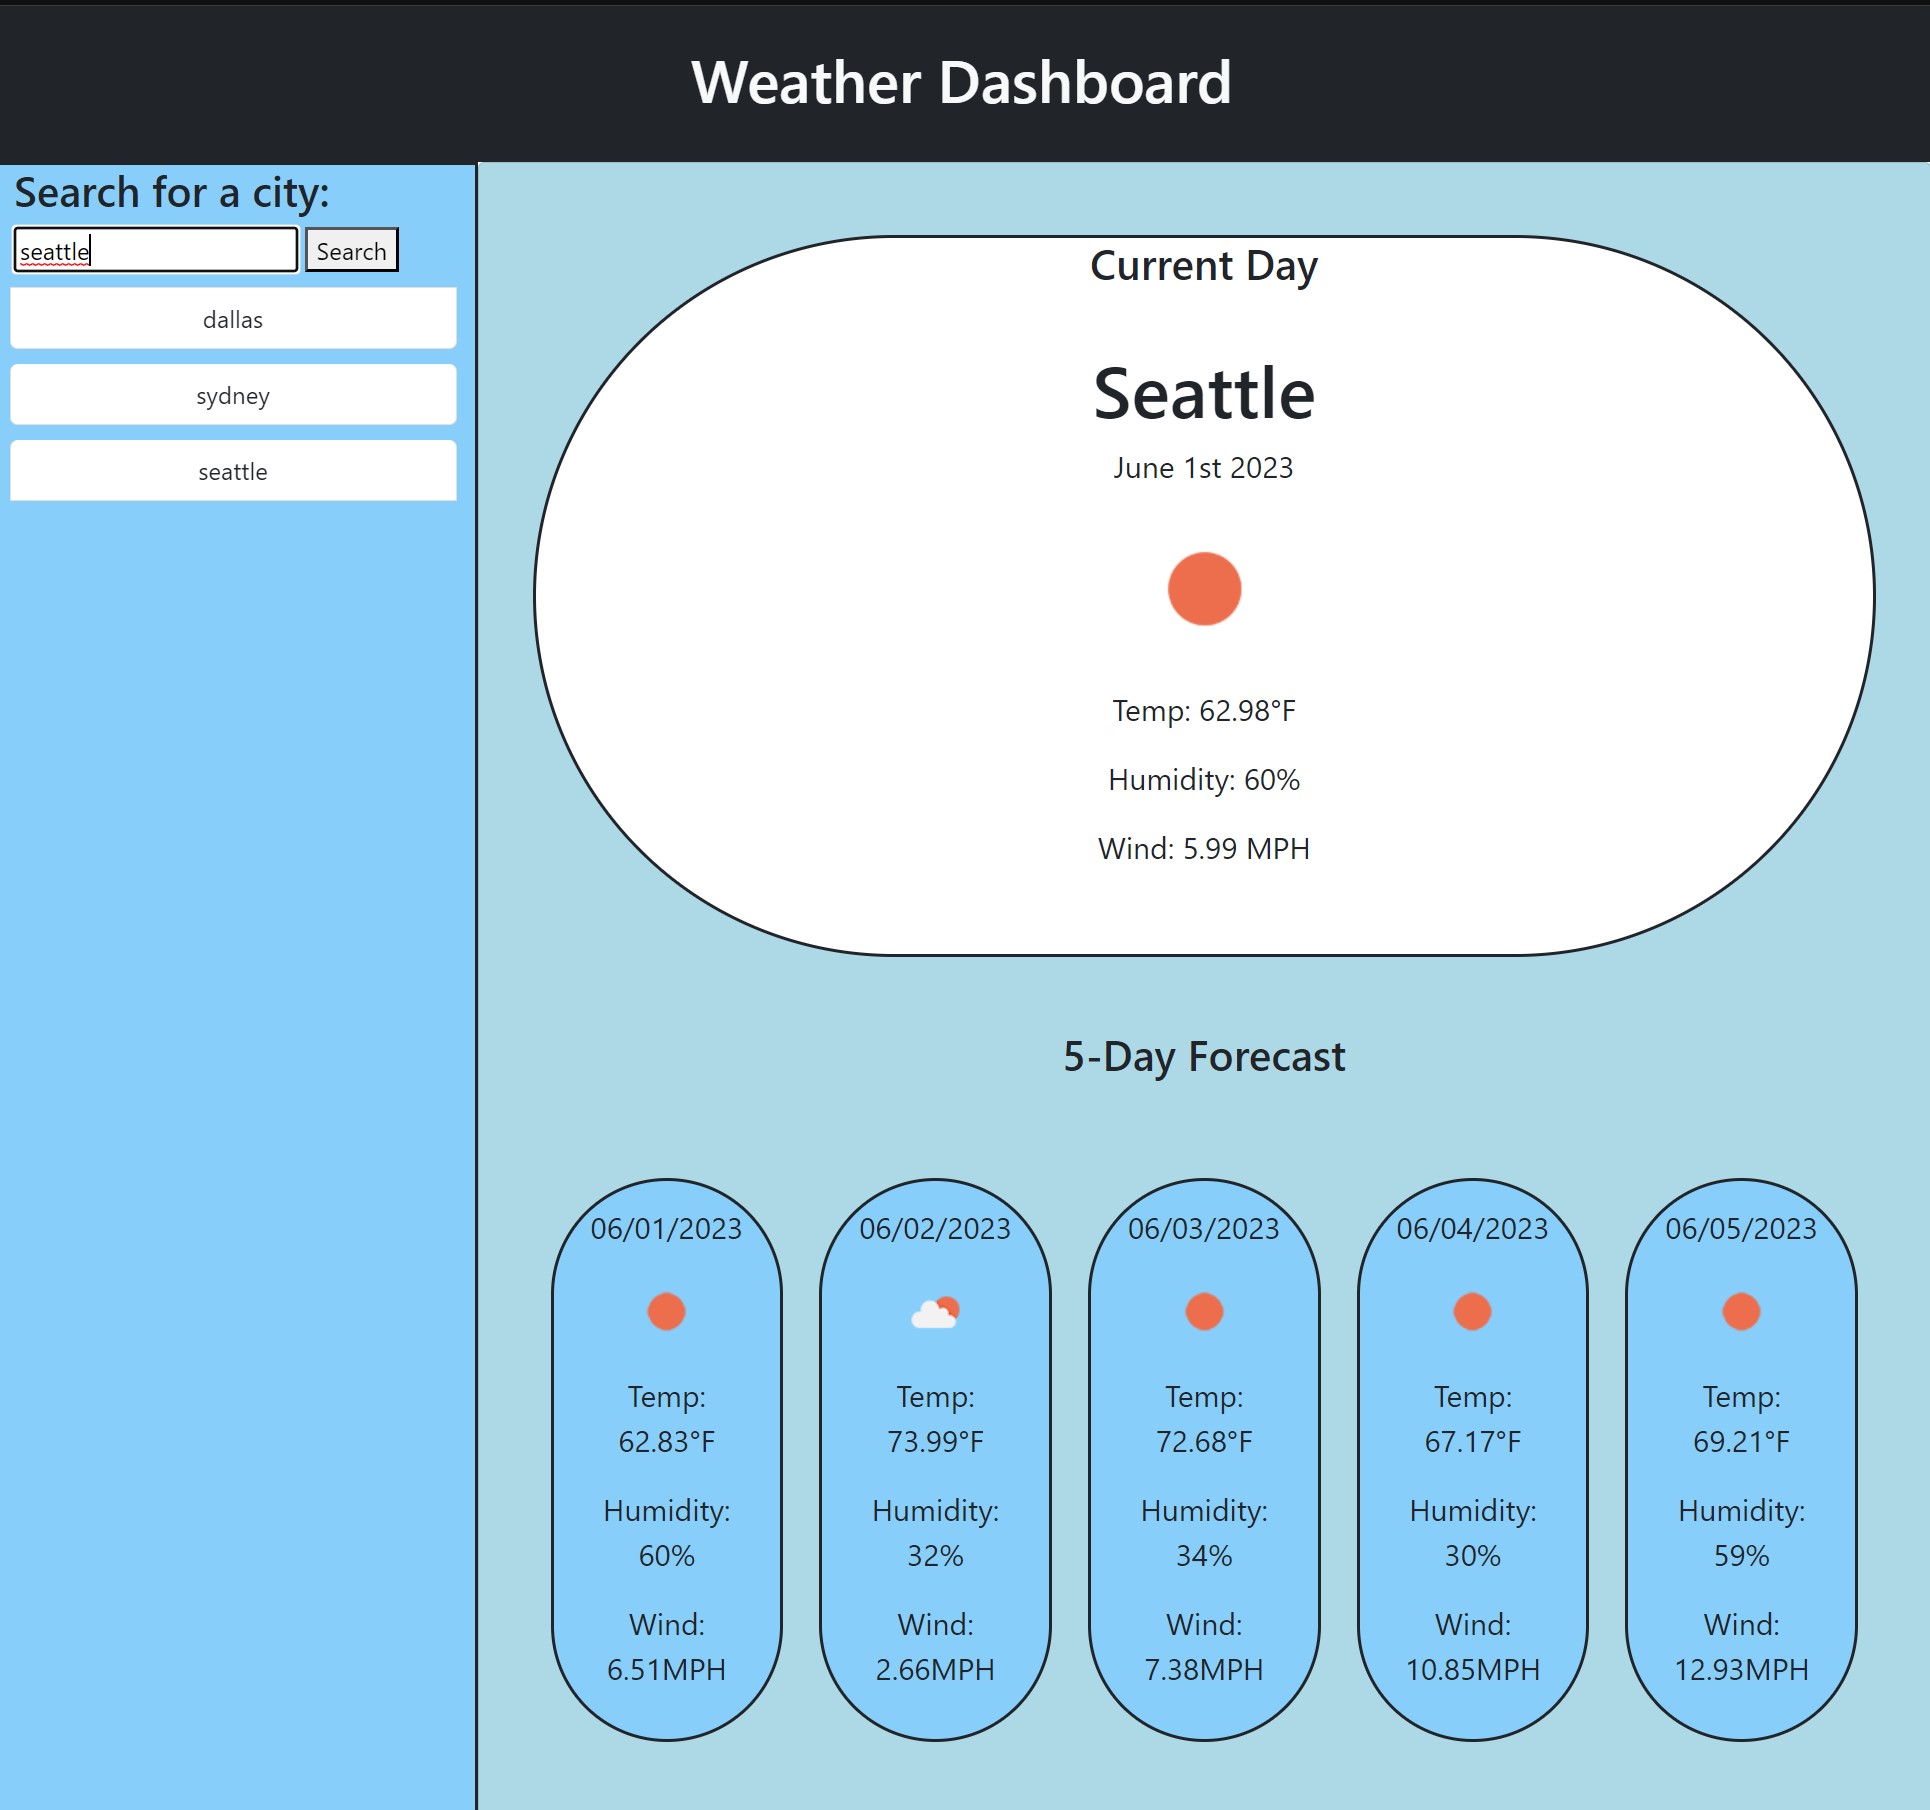 Weather Dashboard
Search for a city:
seattle
Search
dallas
sydney
seattle
Current Day
Seattle
June 1st 2023
Temp: 62.98°F
Humidity: 60%
Wind: 5.99 MPH
5-Day Forecast
06/01/2023
Temp:
62.83°F
Humidity:
60%
Wind:
6.51MPH
06/02/2023
Temp:
73.99°F
Humidity:
32%
Wind:
2.66MPH
06/03/2023
Temp:
72.68°F
Humidity:
34%
Wind:
7.38MPH
06/04/2023
Temp:
67.17°F
Humidity:
30%
Wind:
10.85MPH
06/05/2023
Temp:
69.21°F
Humidity:
59%
Wind:
12.93MPH